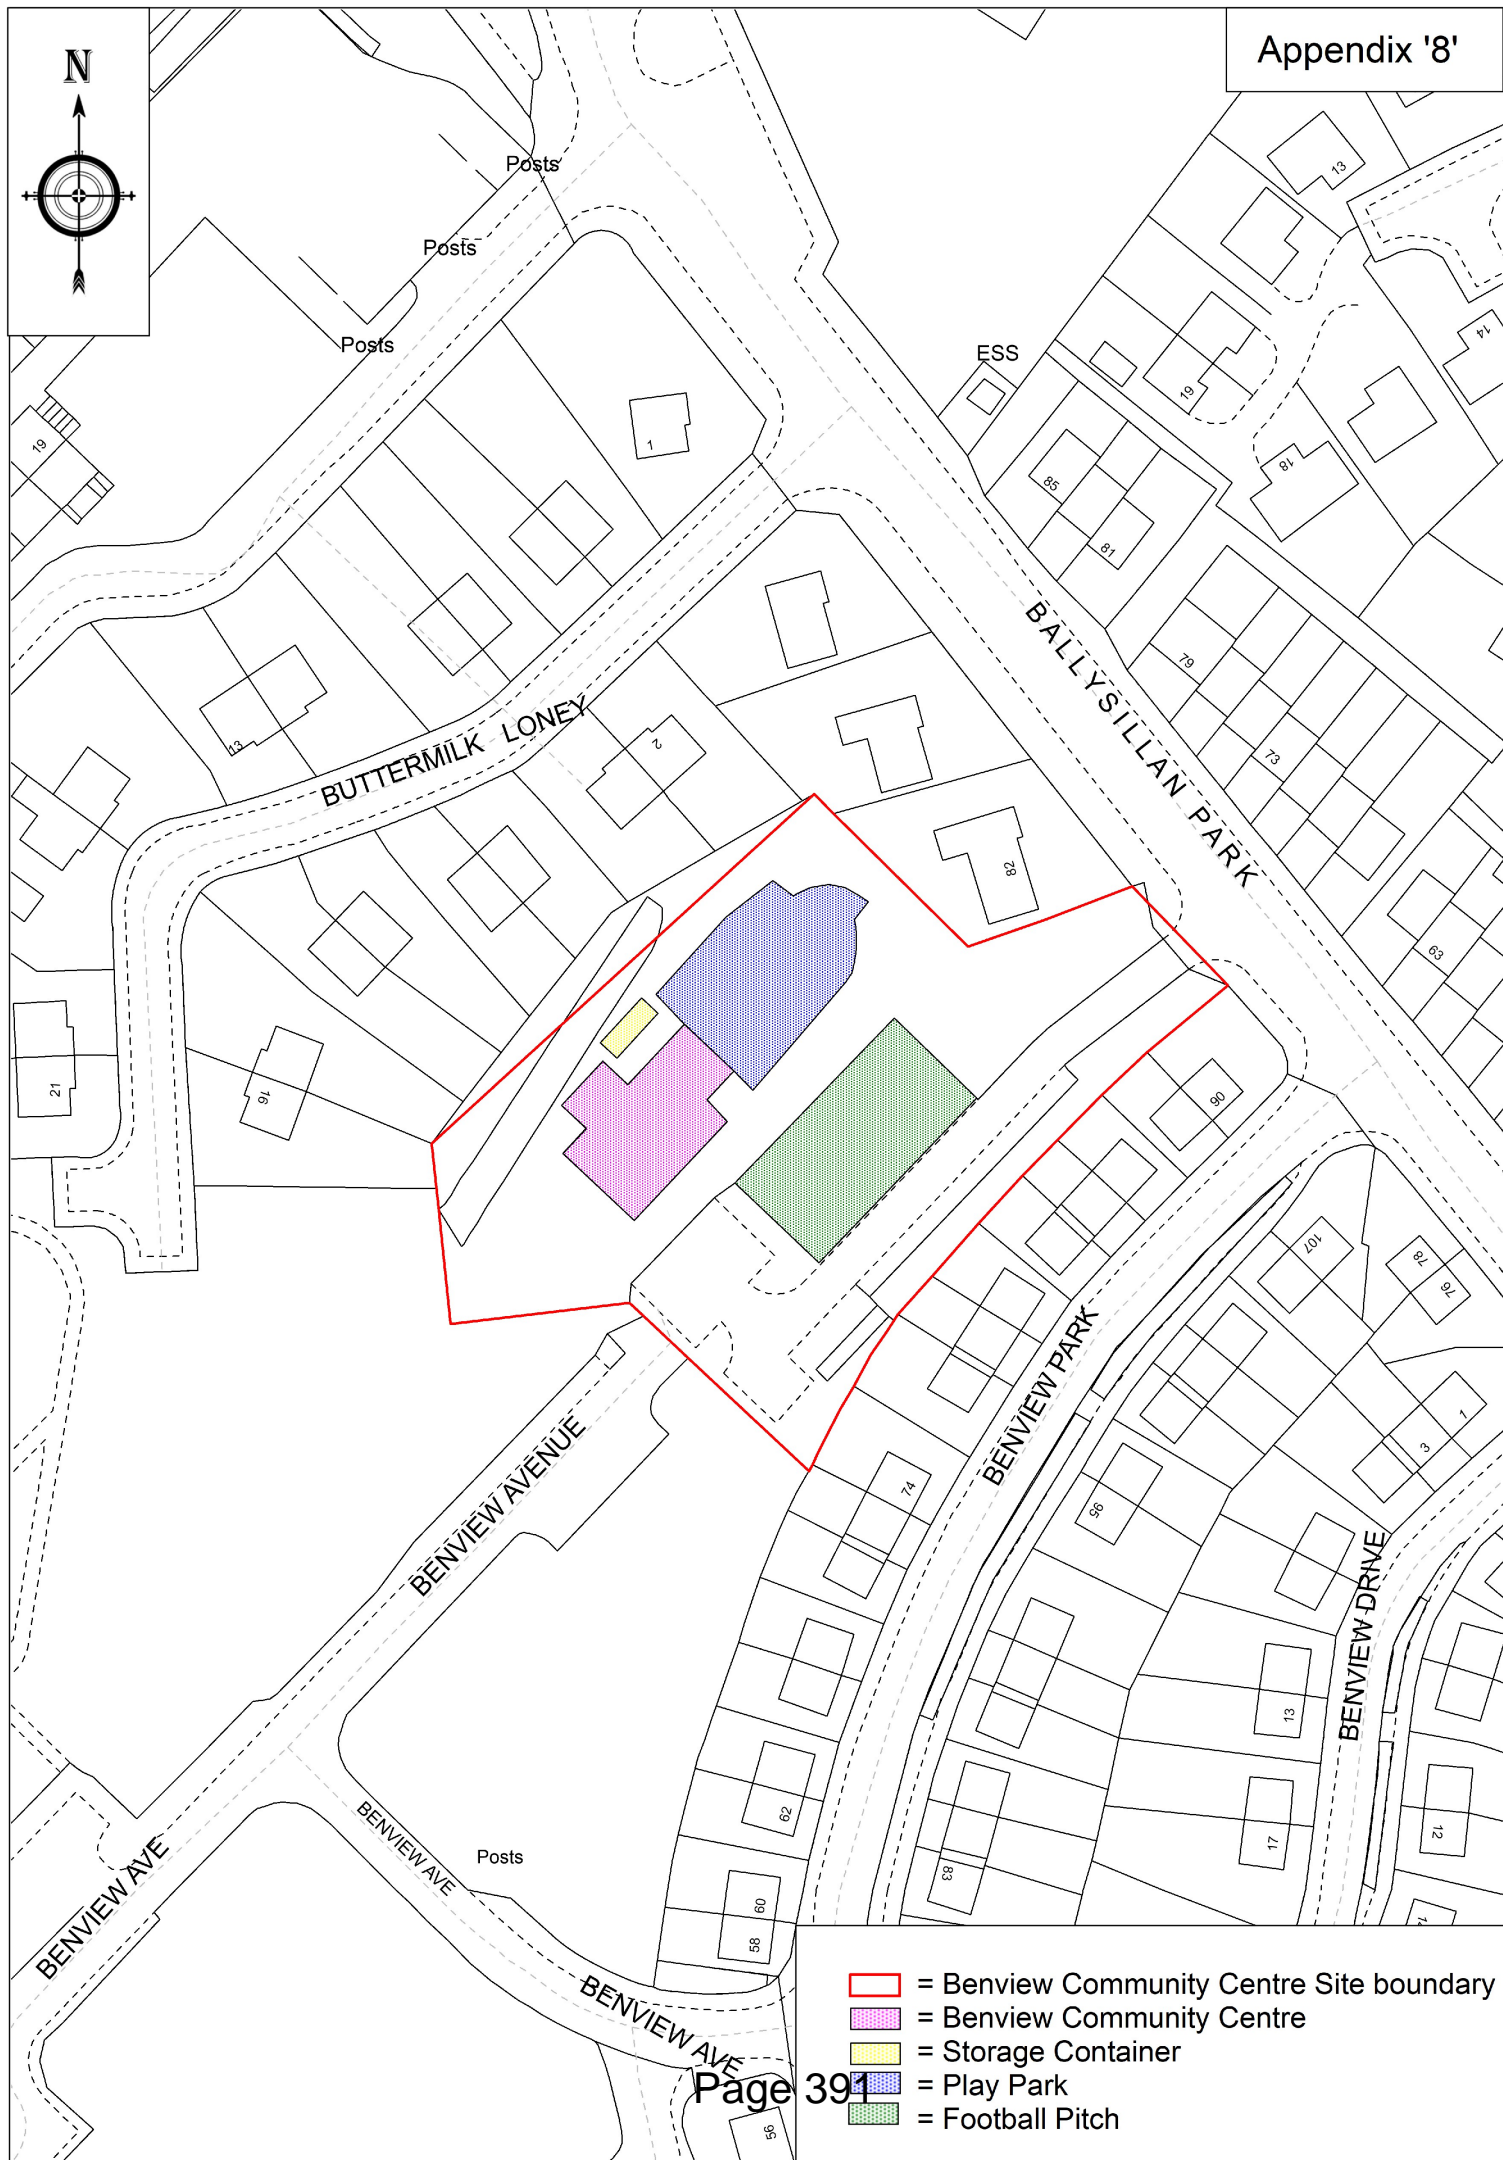 N
Appendix '8'
Posts
13
Posts
Posts
14
ESS
19
19
1
18
85
81
BALLYSILLAN PARK
79
BUTTERMILK LONEY
2
13
73
82
63
21
16
90
107
78
76
BENVIEW PARK
1
3
BENVIEW AVENUE
74
95
BENVIEW DRIVE
13
62
BENVIEW AVE
12
17
Posts
BENVIEW AVE
83
60
58
BENVIEW AVE
= Benview Community Centre Site boundary
= Benview Community Centre
= Storage Container
= Play Park
= Football Pitch
Page 391
56